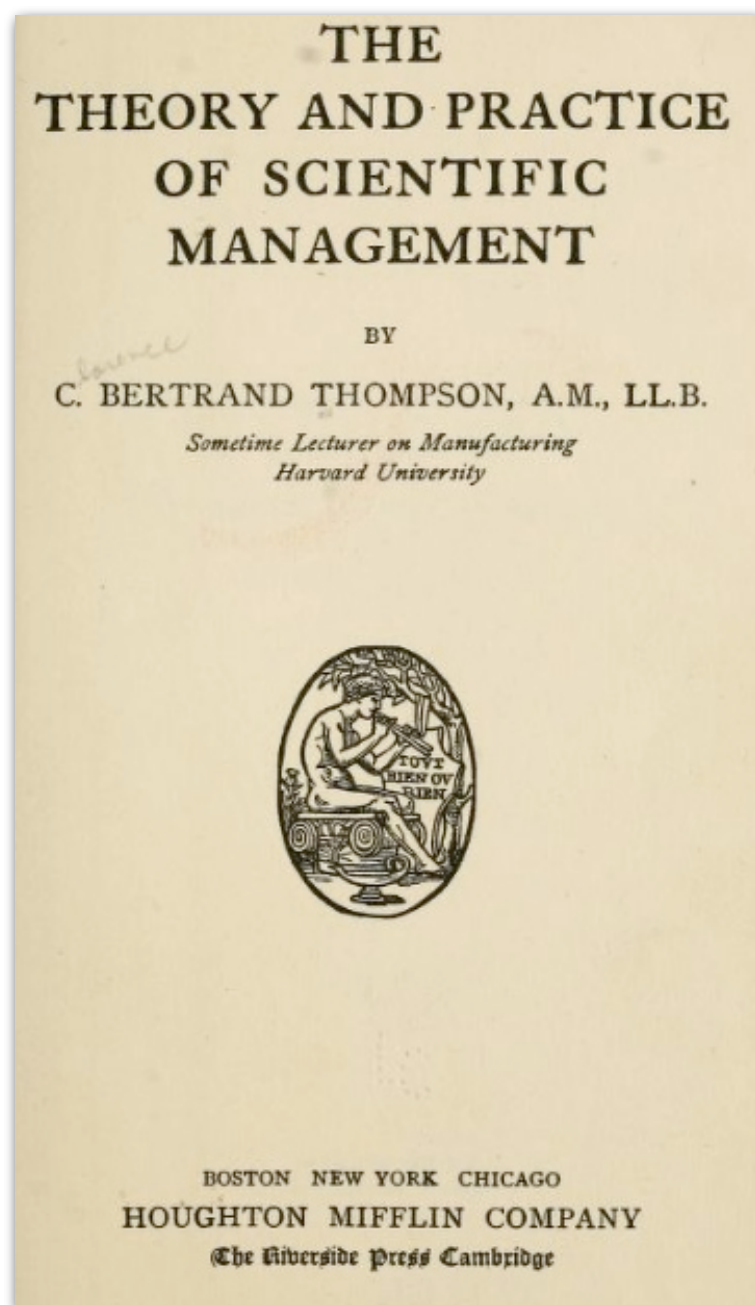 THE
THEORY AND PRACTICE
OF SCIENTIFIC
MANAGEMENT
BY
larence
C. BERTRAND THOMPSON, A.M., LL.B.
Sometime Lecturer on Manufacturing
Harvard University
TOVT
BIEN OV
RIEN
BOSTON NEW YORK CHICAGO
HOUGHTON MIFFLIN COMPANY
The Riverside Press Cambridge